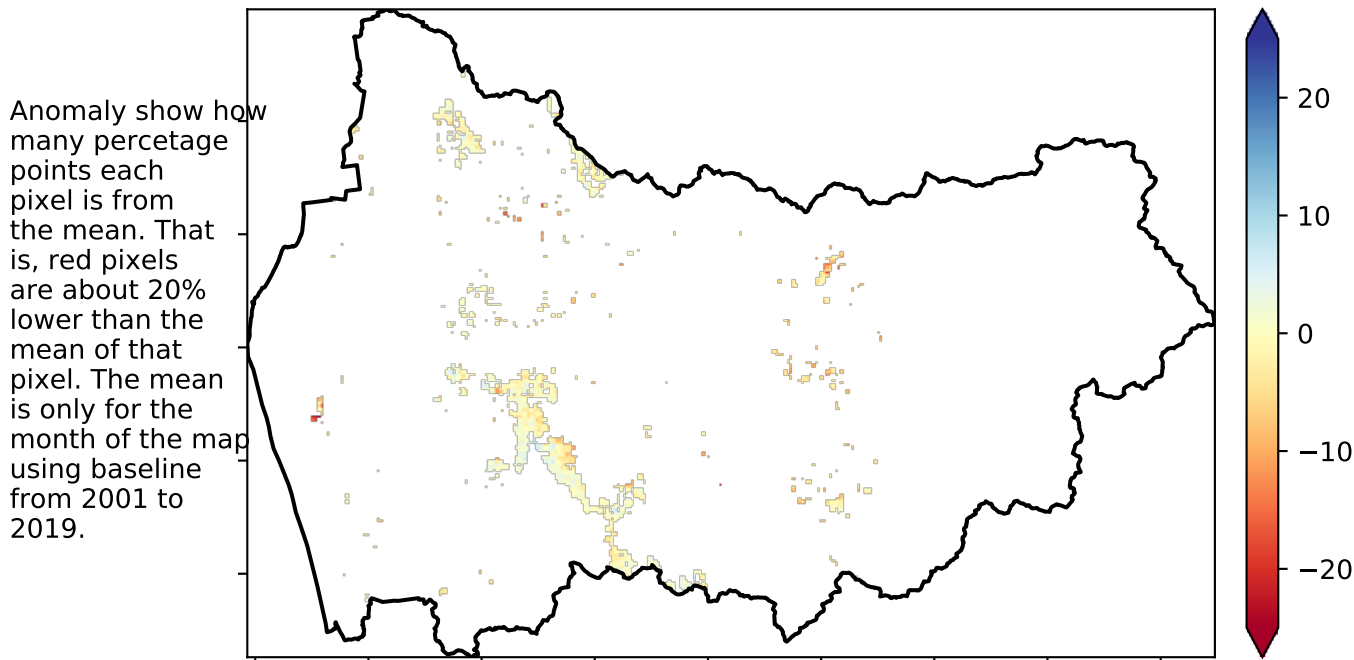 Anomaly show how
many percetage
points each
pixel is from
the mean. That
is, red pixels
are about 20%
lower than the
mean of that
pixel. The mean
is only for the
month of the map
using baseline
from 2001 to
2019.
20
10
0
−10
−20